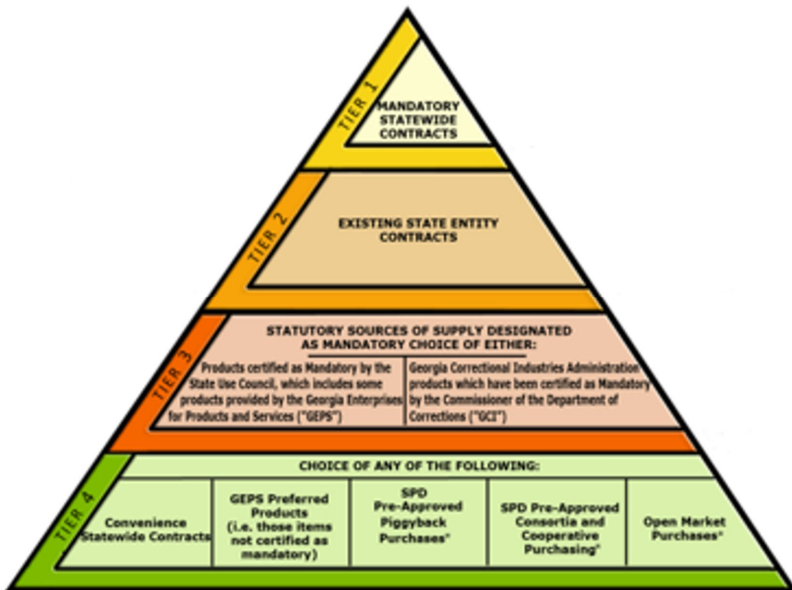 TIER 1
MANDATORY
STATEWIDE
CONTRACTS
TIER 2
EXISTING STATE ENTITY
CONTRACTS
TIER 3
STATUTORY SOURCES OF SUPPLY DESIGNATED
AS MANDATORY CHOICE OF EITHER:
Products certified as Mandatory by the
State Use Council, which includes some
products provided by the Georgia Enterprises
for Products and Services ("GEPS")
Georgia Correctional Industries Administration
products which have been certified as Mandatory
by the Commissioner of the Department of
Corrections ("GCI")
TIER 4
CHOICE OF ANY OF THE FOLLOWING:
Convenience
Statewide Contracts
GEPS Preferred
Products
(i.e. those items
not certified as
mandatory)
SPD
Pre-Approved
Piggyback
Purchases*
SPD Pre-Approved
Consortia and
Cooperative
Purchasing*
Open Market
Purchases*